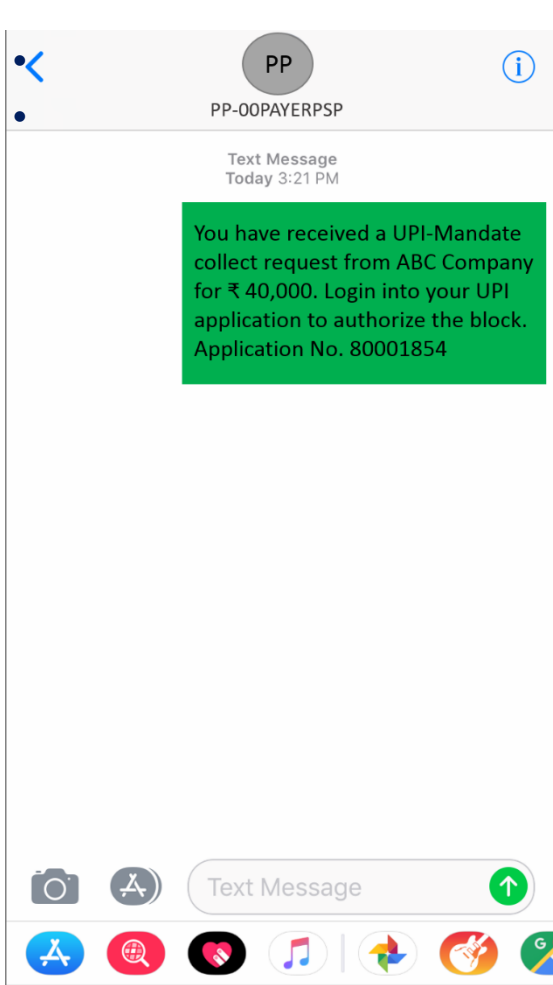 PP
PP-00PAYERPSP
Text Message
Today 3:21 PM
You have received a UPI-Mandate
collect request from ABC Company
for ₹ 40,000. Login into your UPI
application to authorize the block.
Application No. 80001854
Text Message
G